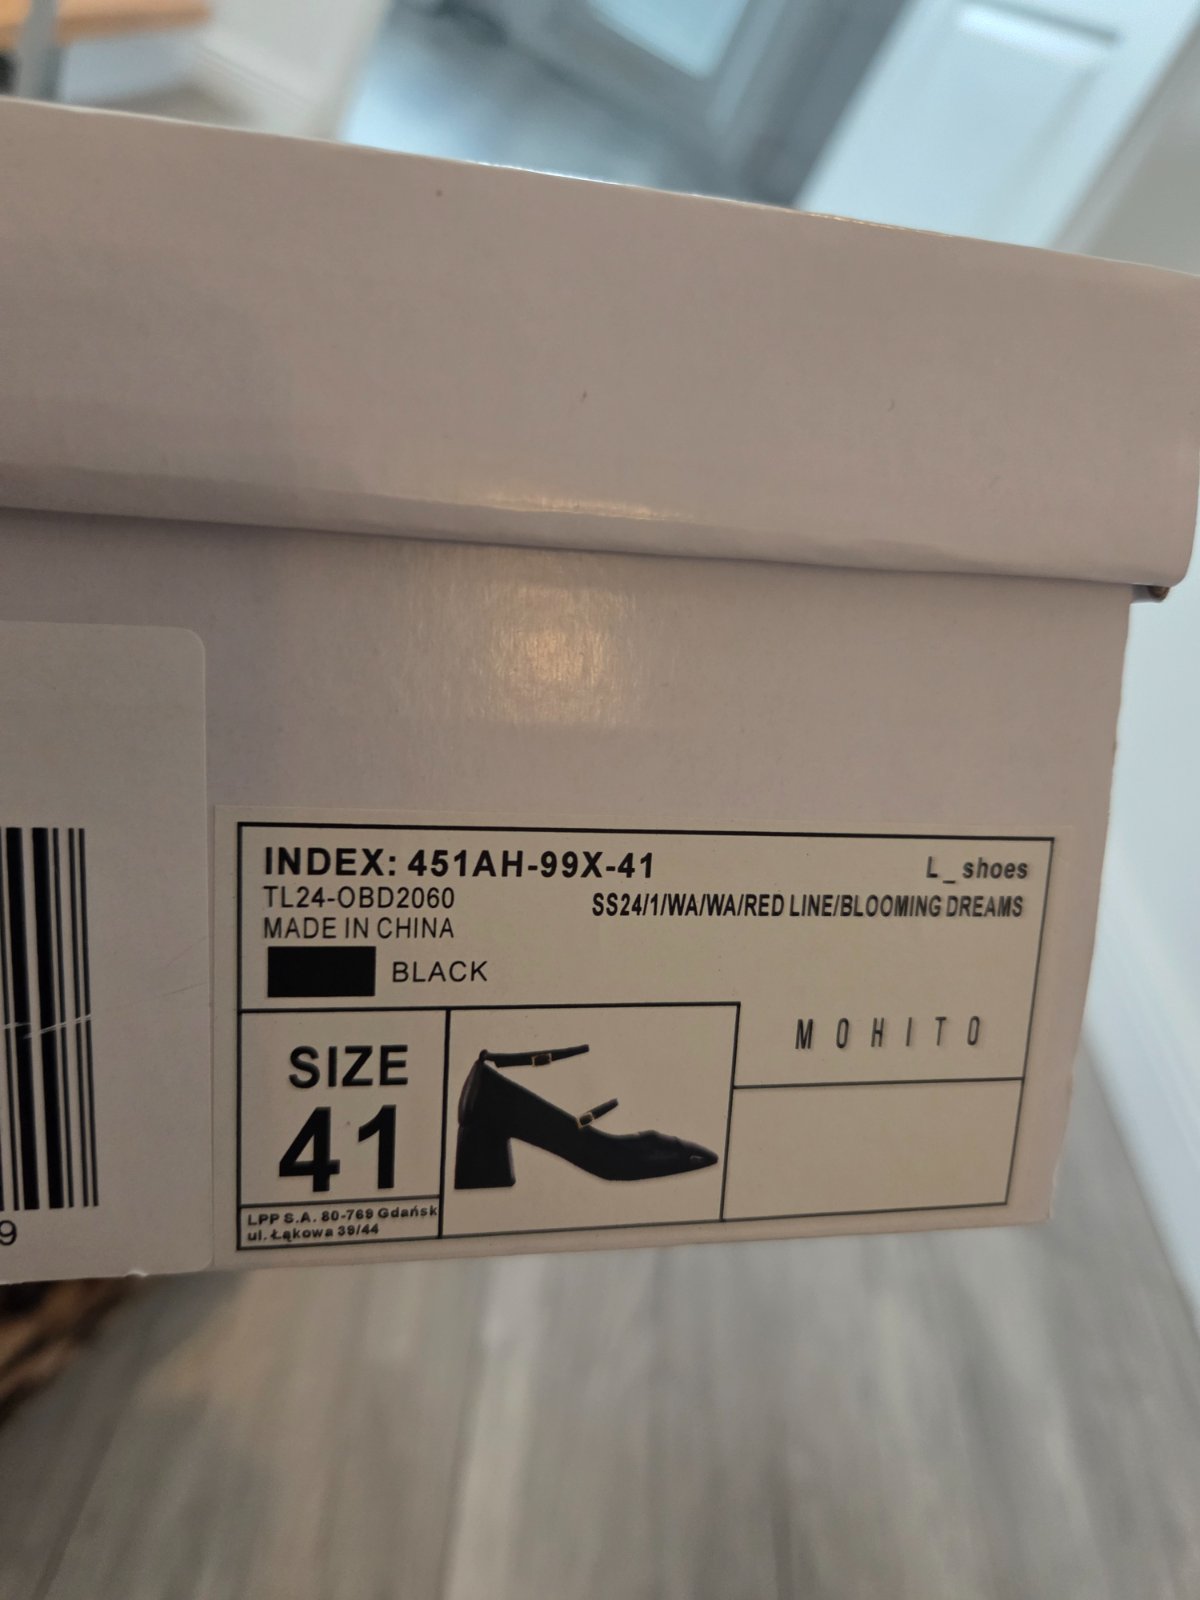 INDEX: 451AH-99X-41
L_shoes
TL24-OBD2060
SS24/1/WA/WA/RED LINE/BLOOMING DREAMS
MADE IN CHINA
BLACK
MOHITO
SIZE
41
LPP S.A. 80-769 Gdańsk
ul. Łąkowa 39/44
9